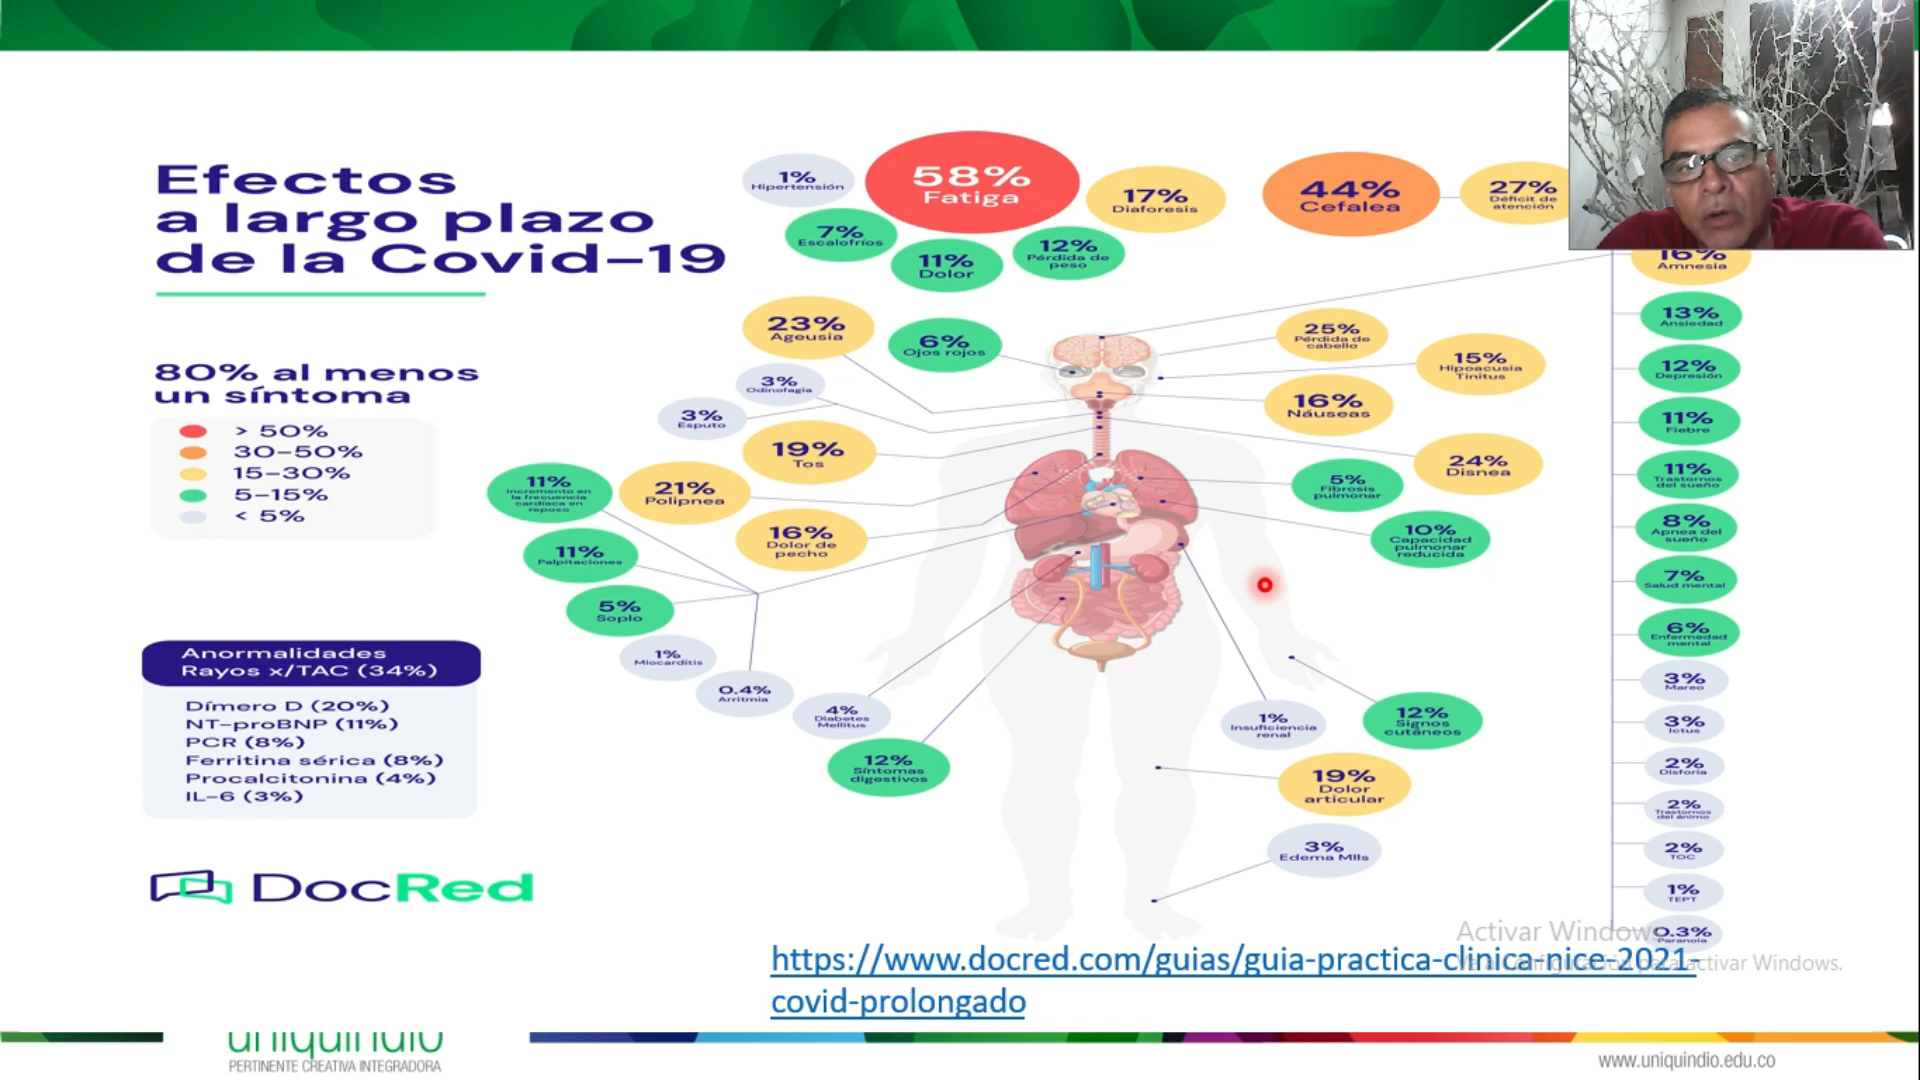 Efectos
a largo plazo
de la Covid-19
80% al menos
un síntoma
> 50%
30-50%
15-30%
5-15%
< 5%
Anormalidades
Rayos x/TAC (34%)
Dímero D (20%)
NT-proBNP (11%)
PCR (8%)
Ferritina sérica (8%)
Procalcitonina (4%)
IL-6 (3%)
DocRed
1%
Hipertensión
58%
Fatiga
17%
Diaforesis
7%
Escalofríos
11%
Dolor
12%
Pérdida de
peso
44%
Cefalea
27%
Déficit de
atención
23%
Ageusia
6%
Ojos rojos
3%
Odinofagia
3%
Esputo
19%
Tos
11%
Incremento en
la frecuencia
cardíaca en
reposo
21%
Polipnea
16%
Dolor de
pecho
11%
Palpitaciones
5%
Soplo
1%
Miocarditis
0.4%
Arritmia
4%
Diabetes
Mellitus
12%
Síntomas
digestivos
25%
Pérdida de
cabello
15%
Hipoacusia
Tinitus
16%
Náuseas
24%
Disnea
5%
Fibrosis
pulmonar
10%
Capacidad
pulmonar
reducida
1%
Insuficiencia
renal
12%
Signos
cutáneos
19%
Dolor
articular
3%
Edema MIIs
16%
Amnesia
13%
Ansiedad
12%
Depresión
11%
Fiebre
11%
Trastornos
del sueño
8%
Apnea del
sueño
7%
Salud mental
6%
Enfermedad
mental
3%
Mareo
3%
Ictus
2%
Disforia
2%
Trastornos
del ánimo
2%
TOC
1%
TEPT
0.3%
Paranoia
Activar Windows
Ve a Configuración para activar Windows.
https://www.docred.com/guias/guia-practica-clinica-nice-2021-
covid-prolongado
uniquindio
PERTINENTE CREATIVA INTEGRADORA
www.uniquindio.edu.co